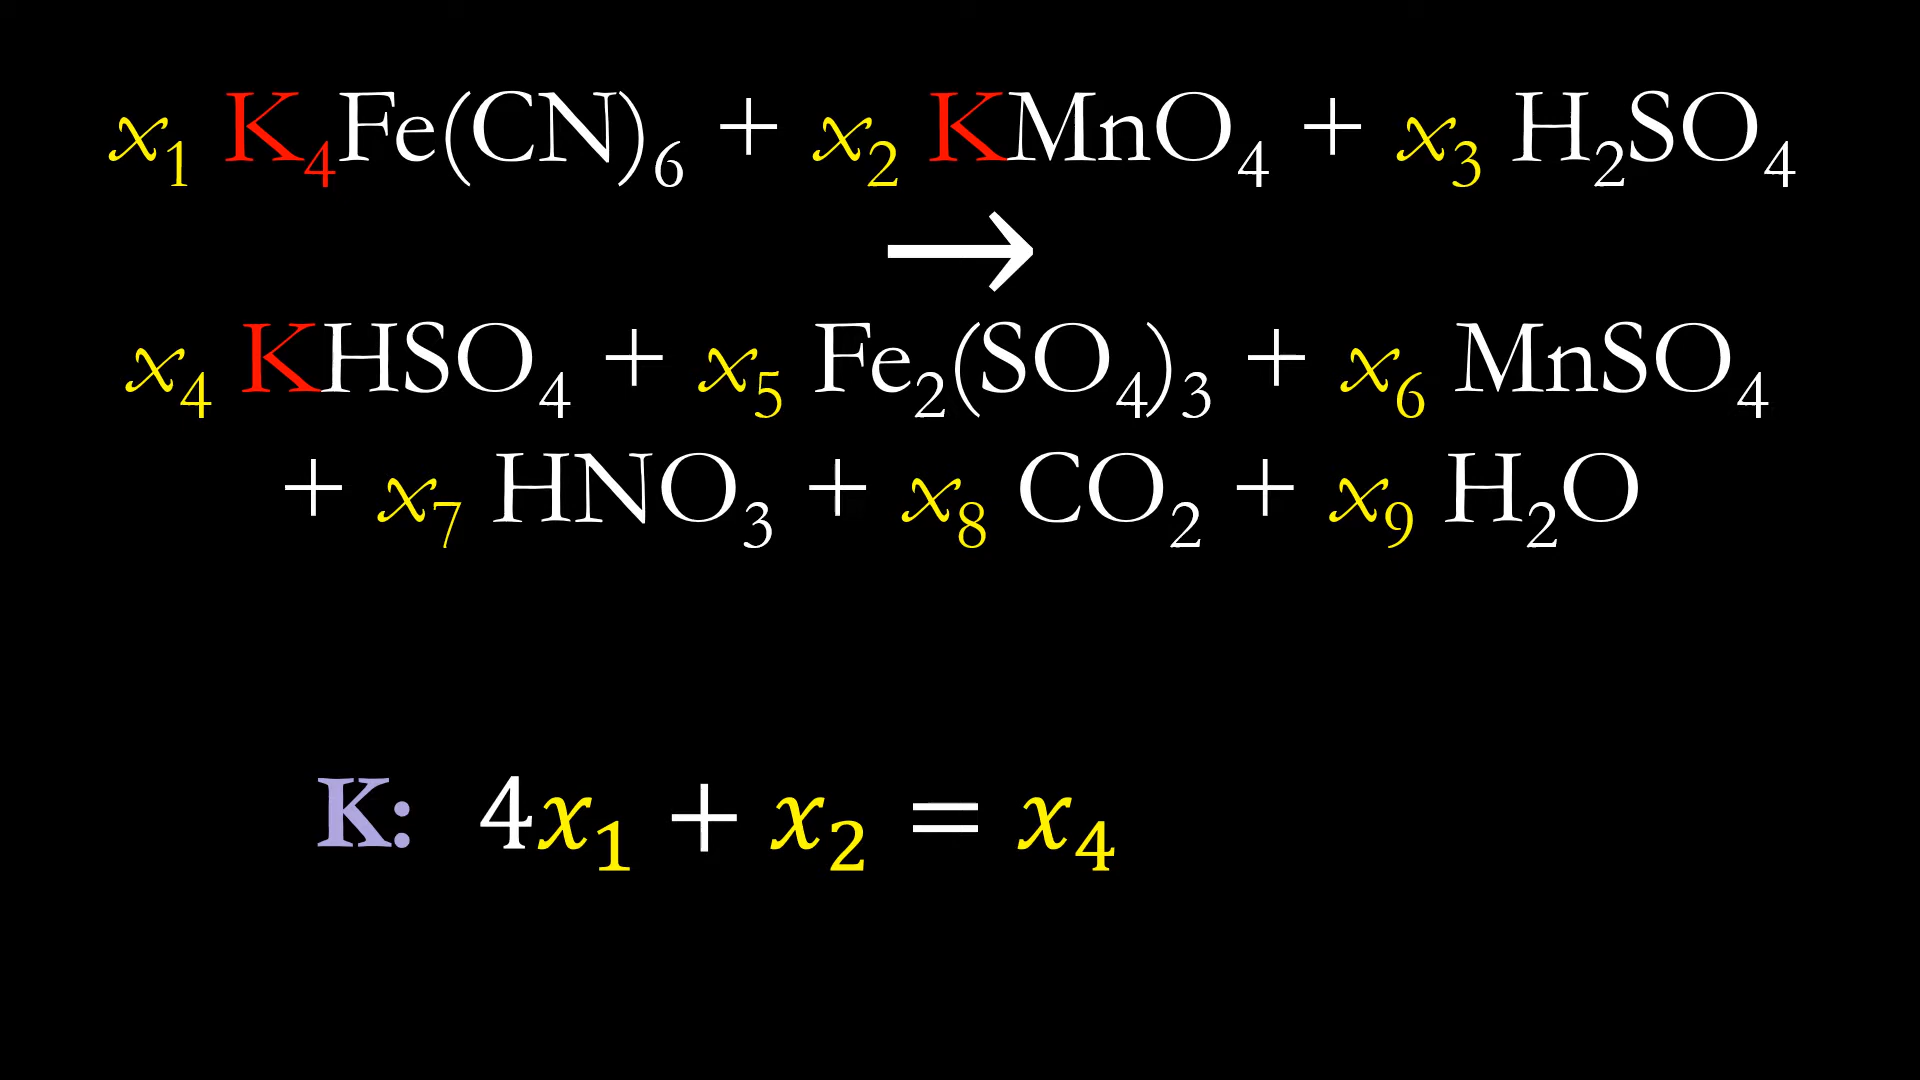 x₁ K₄Fe(CN)₆ + x₂ KMnO₄ + x₃ H₂SO₄
→
x₄ KHSO₄ + x₅ Fe₂(SO₄)₃ + x₆ MnSO₄
+ x₇ HNO₃ + x₈ CO₂ + x₉ H₂O
K: 4x₁ + x₂ = x₄